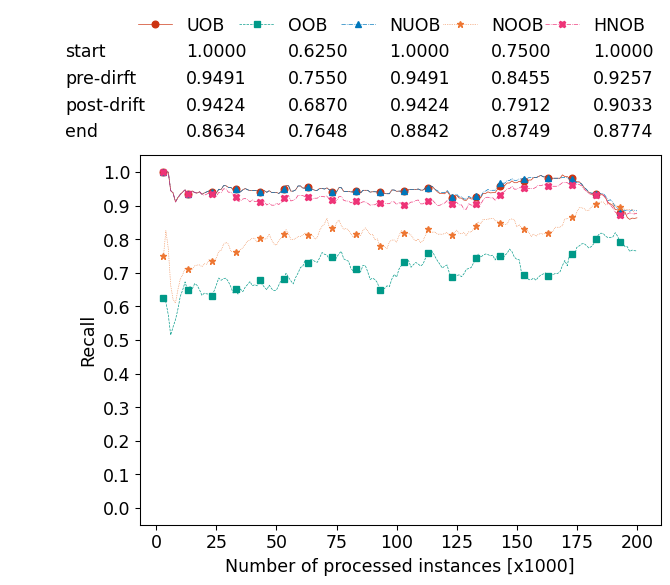 UOB OOB NUOB NOOB HNOB
start 1.0000 0.6250 1.0000 0.7500 1.0000
pre-dirft 0.9491 0.7550 0.9491 0.8455 0.9257
post-drift 0.9424 0.6870 0.9424 0.7912 0.9033
end 0.8634 0.7648 0.8842 0.8749 0.8774
1.0
0.9
0.8
0.7
0.6
0.5
0.4
0.3
0.2
0.1
0.0
Recall
0 25 50 75 100 125 150 175 200
Number of processed instances [x1000]